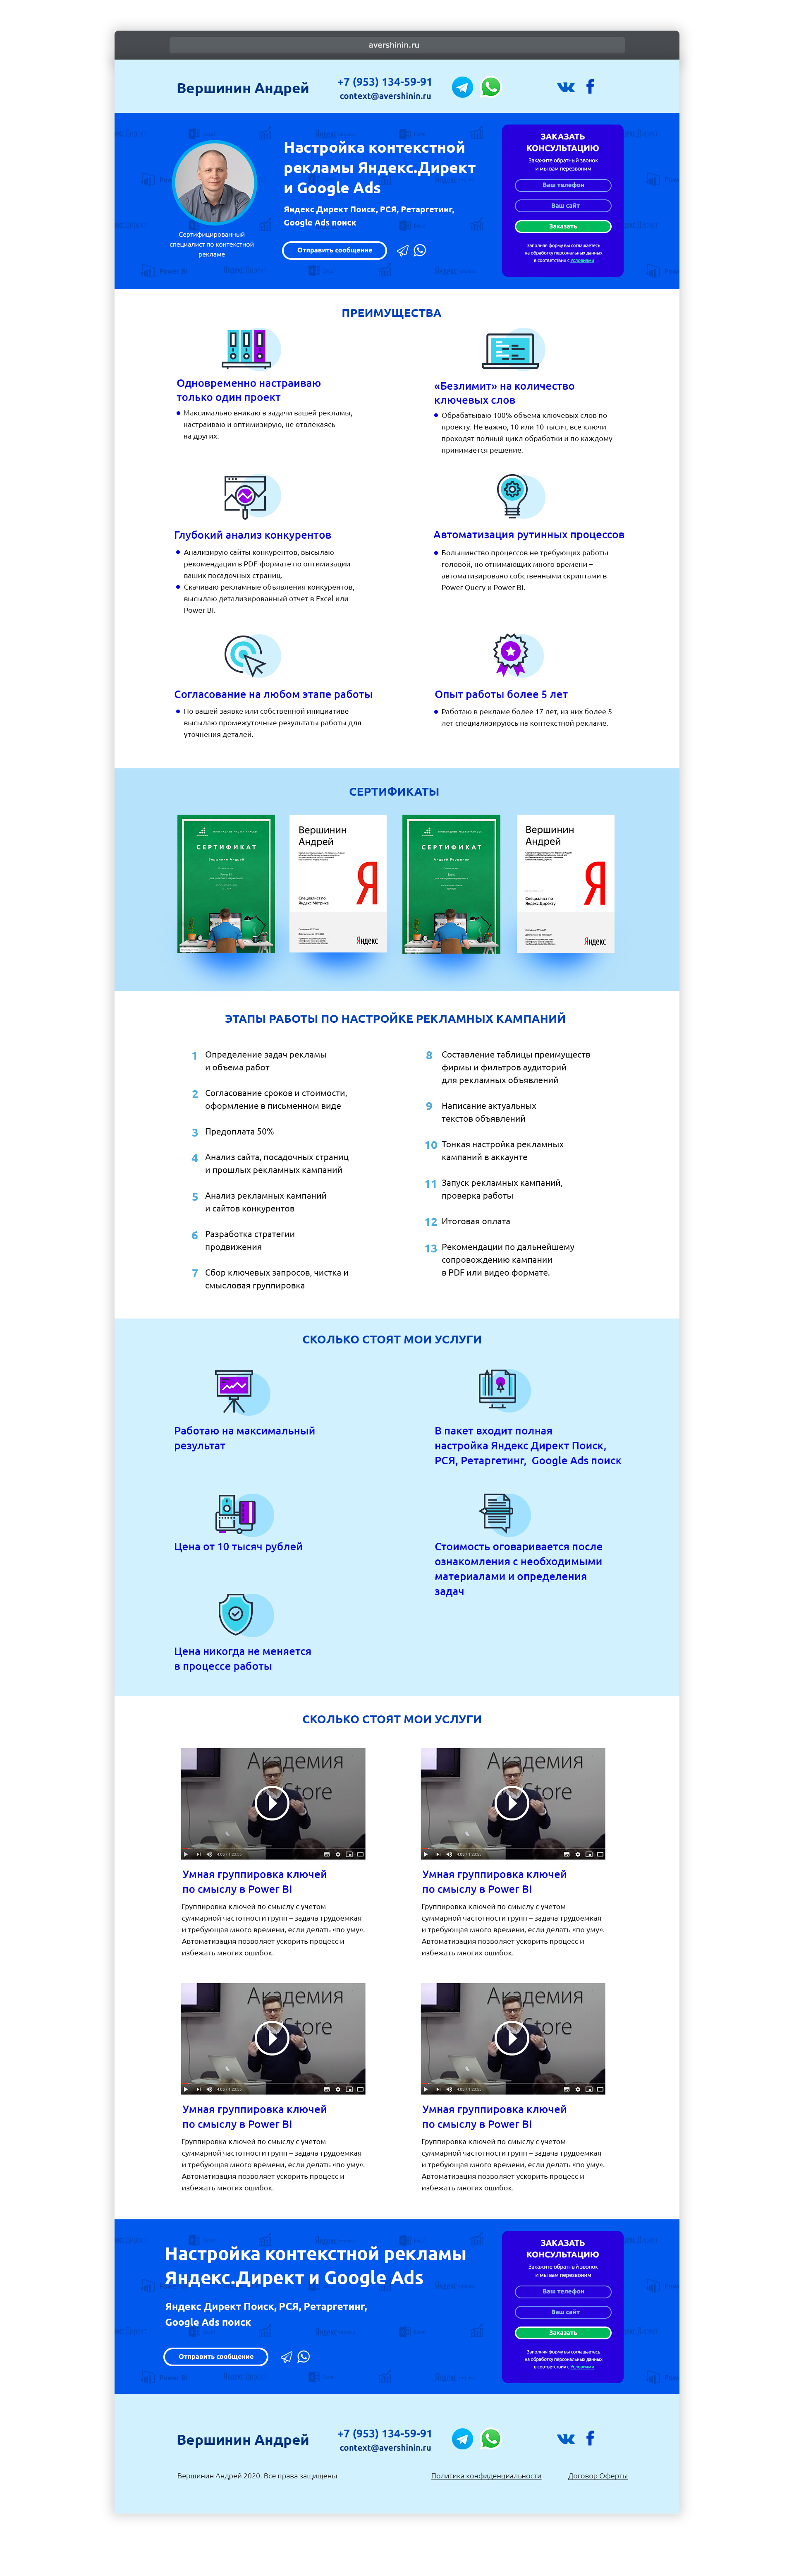 avershinin.ru
Вершинин Андрей
+7 (953) 134-59-91
context@avershinin.ru
Настройка контекстной
рекламы Яндекс.Директ
и Google Ads
Яндекс Директ Поиск, РСЯ, Ретаргетинг,
Google Ads поиск
Отправить сообщение
Сертифицированный
специалист по контекстной
рекламе
ЗАКАЗАТЬ
КОНСУЛЬТАЦИЮ
Закажите обратный звонок
и мы вам перезвоним
Ваш телефон
Ваш сайт
Заказать
Заполняя форму вы соглашаетесь
на обработку персональных данных
в соответствии с Условиями
ПРЕИМУЩЕСТВА
Одновременно настраиваю
только один проект
Максимально вникаю в задачи вашей рекламы,
настраиваю и оптимизирую, не отвлекаясь
на других.
«Безлимит» на количество
ключевых слов
Обрабатываю 100% объема ключевых слов по
проекту. Не важно, 10 или 10 тысяч, все ключи
проходят полный цикл обработки и по каждому
принимается решение.
Глубокий анализ конкурентов
Анализирую сайты конкурентов, высылаю
рекомендации в PDF-формате по оптимизации
ваших посадочных страниц.
Скачиваю рекламные объявления конкурентов,
высылаю детализированный отчет в Excel или
Power BI.
Автоматизация рутинных процессов
Большинство процессов не требующих работы
головой, но отнимающих много времени –
автоматизировано собственными скриптами в
Power Query и Power BI.
Согласование на любом этапе работы
По вашей заявке или собственной инициативе
высылаю промежуточные результаты работы для
уточнения деталей.
Опыт работы более 5 лет
Работаю в рекламе более 17 лет, из них более 5
лет специализируюсь на контекстной рекламе.
СЕРТИФИКАТЫ
СЕРТИФИКАТ
Вершинин Андрей
Вершинин
Андрей
Я
Специалист по
Яндекс.Метрике
Яндекс
СЕРТИФИКАТ
Андрей Вершинин
Вершинин
Андрей
Я
Специалист по
Яндекс.Директу
Яндекс
ЭТАПЫ РАБОТЫ ПО НАСТРОЙКЕ РЕКЛАМНЫХ КАМПАНИЙ
1 Определение задач рекламы
и объема работ
2 Согласование сроков и стоимости,
оформление в письменном виде
3 Предоплата 50%
4 Анализ сайта, посадочных страниц
и прошлых рекламных кампаний
5 Анализ рекламных кампаний
и сайтов конкурентов
6 Разработка стратегии
продвижения
7 Сбор ключевых запросов, чистка и
смысловая группировка
8 Составление таблицы преимуществ
фирмы и фильтров аудиторий
для рекламных объявлений
9 Написание актуальных
текстов объявлений
10 Тонкая настройка рекламных
кампаний в аккаунте
11 Запуск рекламных кампаний,
проверка работы
12 Итоговая оплата
13 Рекомендации по дальнейшему
сопровождению кампании
в PDF или видео формате.
СКОЛЬКО СТОЯТ МОИ УСЛУГИ
Работаю на максимальный
результат
В пакет входит полная
настройка Яндекс Директ Поиск,
РСЯ, Ретаргетинг, Google Ads поиск
Цена от 10 тысяч рублей
Стоимость оговаривается после
ознакомления с необходимыми
материалами и определения
задач
Цена никогда не меняется
в процессе работы
СКОЛЬКО СТОЯТ МОИ УСЛУГИ
Академия
Store
Умная группировка ключей
по смыслу в Power BI
Группировка ключей по смыслу с учетом
суммарной частотности групп – задача трудоемкая
и требующая много времени, если делать «по уму».
Автоматизация позволяет ускорить процесс и
избежать многих ошибок.
Академия
Store
Умная группировка ключей
по смыслу в Power BI
Группировка ключей по смыслу с учетом
суммарной частотности групп – задача трудоемкая
и требующая много времени, если делать «по уму».
Автоматизация позволяет ускорить процесс и
избежать многих ошибок.
Академия
Store
Умная группировка ключей
по смыслу в Power BI
Группировка ключей по смыслу с учетом
суммарной частотности групп – задача трудоемкая
и требующая много времени, если делать «по уму».
Автоматизация позволяет ускорить процесс и
избежать многих ошибок.
Академия
Store
Умная группировка ключей
по смыслу в Power BI
Группировка ключей по смыслу с учетом
суммарной частотности групп – задача трудоемкая
и требующая много времени, если делать «по уму».
Автоматизация позволяет ускорить процесс и
избежать многих ошибок.
Настройка контекстной рекламы
Яндекс.Директ и Google Ads
Яндекс Директ Поиск, РСЯ, Ретаргетинг,
Google Ads поиск
Отправить сообщение
ЗАКАЗАТЬ
КОНСУЛЬТАЦИЮ
Закажите обратный звонок
и мы вам перезвоним
Ваш телефон
Ваш сайт
Заказать
Заполняя форму вы соглашаетесь
на обработку персональных данных
в соответствии с Условиями
Вершинин Андрей
+7 (953) 134-59-91
context@avershinin.ru
Вершинин Андрей 2020. Все права защищены
Политика конфиденциальности
Договор Оферты